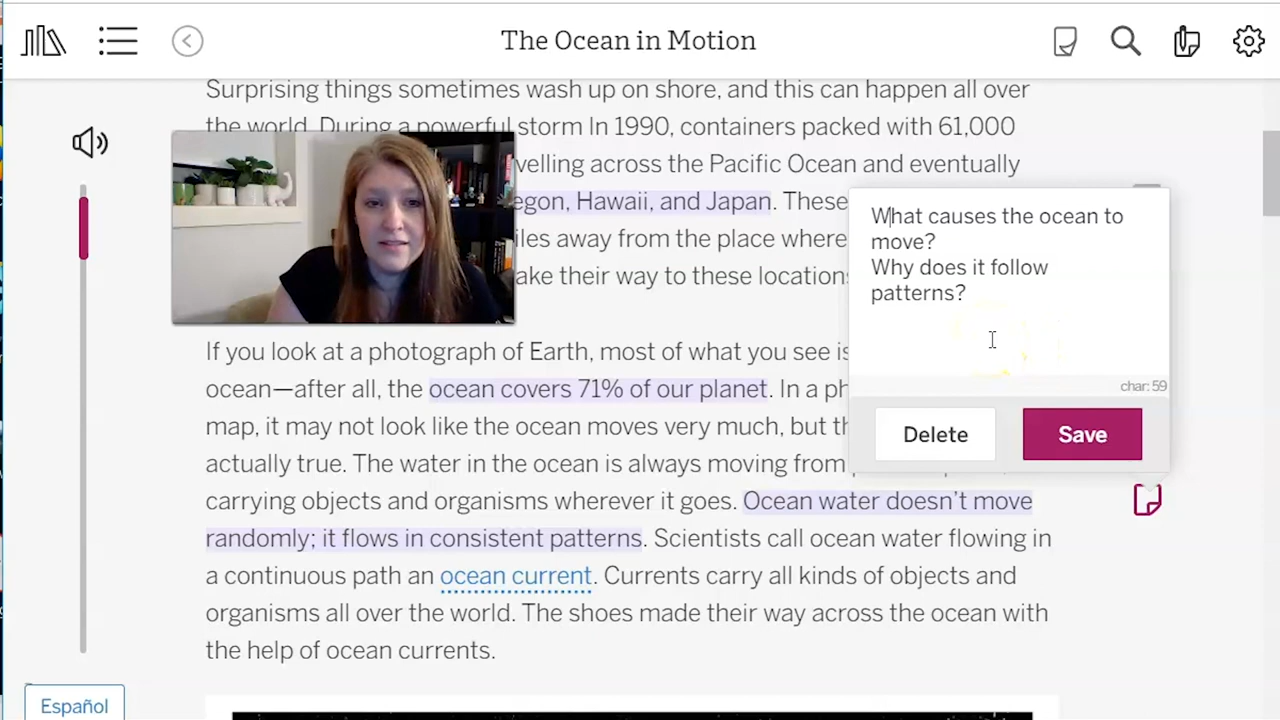 The Ocean in Motion
Surprising things sometimes wash up on shore, and this can happen all over
the world. During a powerful storm In 1990, containers packed with 61,000
velling across the Pacific Ocean and eventually
egon, Hawaii, and Japan. These
iles away from the place where
ake their way to these locations
If you look at a photograph of Earth, most of what you see is
ocean—after all, the ocean covers 71% of our planet. In a ph
map, it may not look like the ocean moves very much, but th
actually true. The water in the ocean is always moving from
carrying objects and organisms wherever it goes. Ocean water doesn't move
randomly; it flows in consistent patterns. Scientists call ocean water flowing in
a continuous path an ocean current. Currents carry all kinds of objects and
organisms all over the world. The shoes made their way across the ocean with
the help of ocean currents.
What causes the ocean to
move?
Why does it follow
patterns?
char: 59
Delete Save
Español